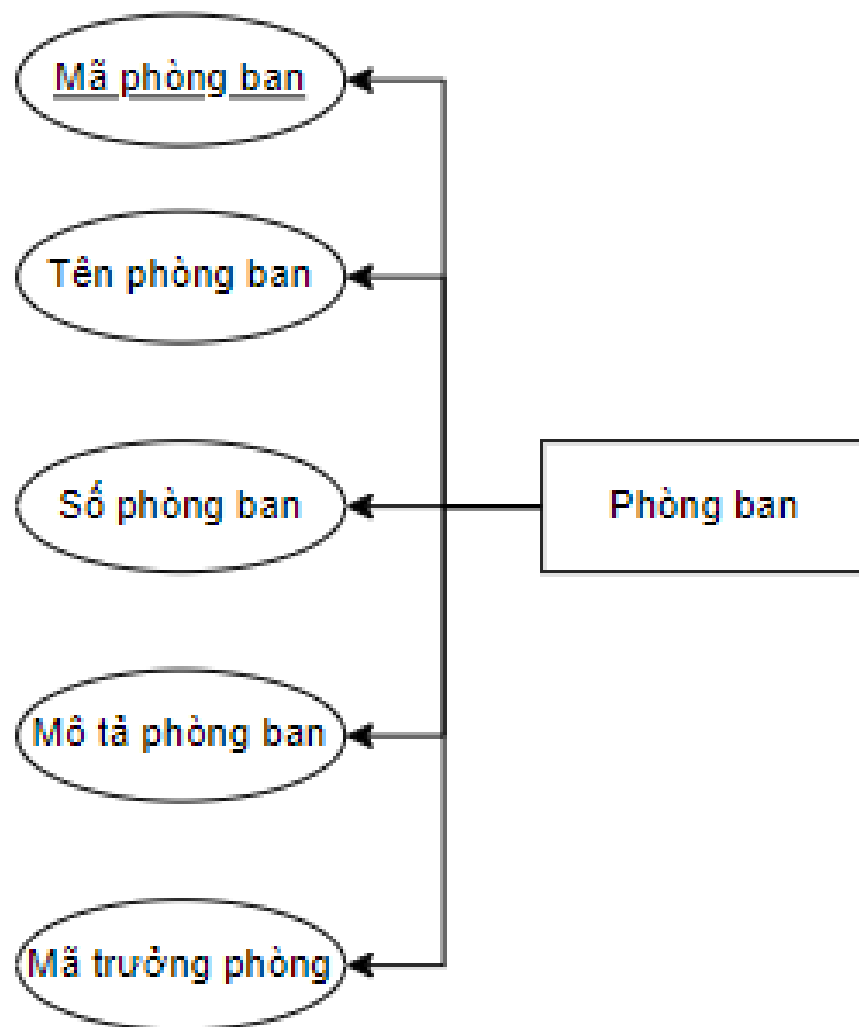 Mã phòng ban
Tên phòng ban
Số phòng ban
Phòng ban
Mô tả phòng ban
Mã trưởng phòng